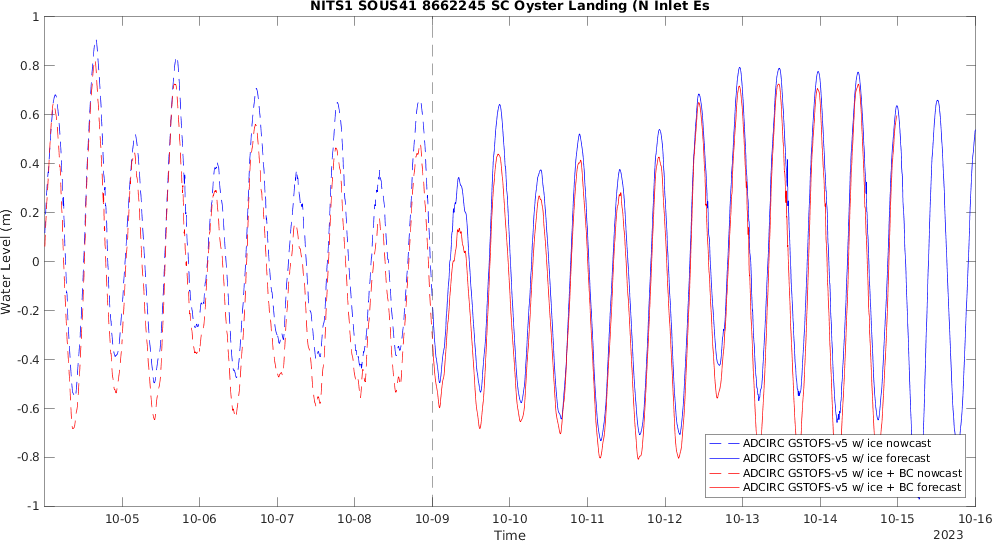 NITS1 SOUS41 8662245 SC Oyster Landing (N Inlet Es
1
0.8
0.6
0.4
0.2
0
-0.2
-0.4
-0.6
-0.8
-1
Water Level (m)
ADCIRC GSTOFS-v5 w/ ice nowcast
ADCIRC GSTOFS-v5 w/ ice forecast
ADCIRC GSTOFS-v5 w/ ice + BC nowcast
ADCIRC GSTOFS-v5 w/ ice + BC forecast
10-05 10-06 10-07 10-08 10-09 10-10 10-11 10-12 10-13 10-14 10-15 10-16
Time
2023